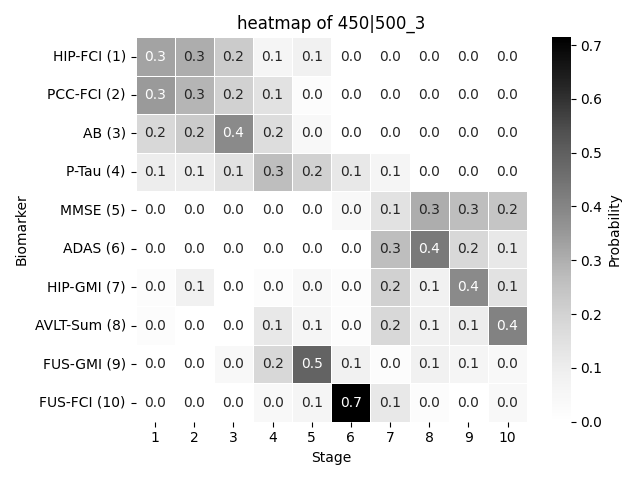 heatmap of 450|500_3
HIP-FCI (1) 0.3 0.3 0.2 0.1 0.1 0.0 0.0 0.0 0.0 0.0
PCC-FCI (2) 0.3 0.3 0.2 0.1 0.0 0.0 0.0 0.0 0.0 0.0
AB (3) 0.2 0.2 0.4 0.2 0.0 0.0 0.0 0.0 0.0 0.0
P-Tau (4) 0.1 0.1 0.1 0.3 0.2 0.1 0.1 0.0 0.0 0.0
MMSE (5) 0.0 0.0 0.0 0.0 0.0 0.0 0.1 0.3 0.3 0.2
ADAS (6) 0.0 0.0 0.0 0.0 0.0 0.0 0.3 0.4 0.2 0.1
HIP-GMI (7) 0.0 0.1 0.0 0.0 0.0 0.0 0.2 0.1 0.4 0.1
AVLT-Sum (8) 0.0 0.0 0.0 0.1 0.1 0.0 0.2 0.1 0.1 0.4
FUS-GMI (9) 0.0 0.0 0.0 0.2 0.5 0.1 0.0 0.1 0.1 0.0
FUS-FCI (10) 0.0 0.0 0.0 0.0 0.1 0.7 0.1 0.0 0.0 0.0
1 2 3 4 5 6 7 8 9 10
Stage
Biomarker
0.7
0.6
0.5
0.4
0.3
0.2
0.1
0.0
Probability